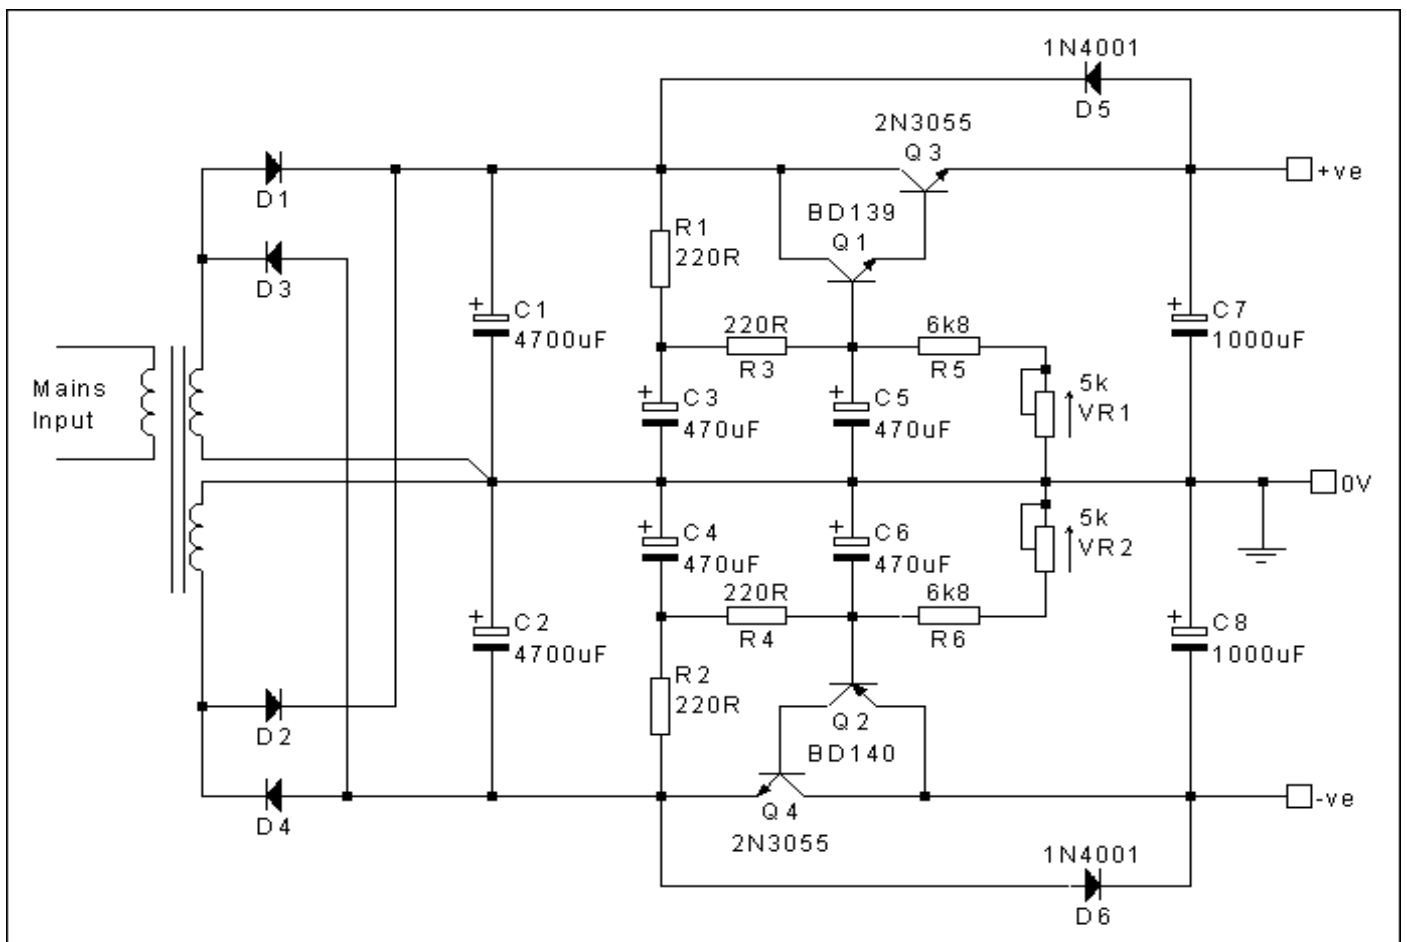 1N4001
D5
2N3055
Q3
D1
+ve
BD139
Q1
R1
220R
D3
+ C1
4700uF
220R
R3
6k8
R5
+ C7
1000uF
Mains
Input
+ C3
470uF
+ C5
470uF
5k
VR1
0V
+ C4
470uF
+ C6
470uF
5k
VR2
220R
R4
6k8
R6
+ C2
4700uF
+ C8
1000uF
R2
220R
D2
Q2
BD140
D4
Q4
2N3055
-ve
1N4001
D6